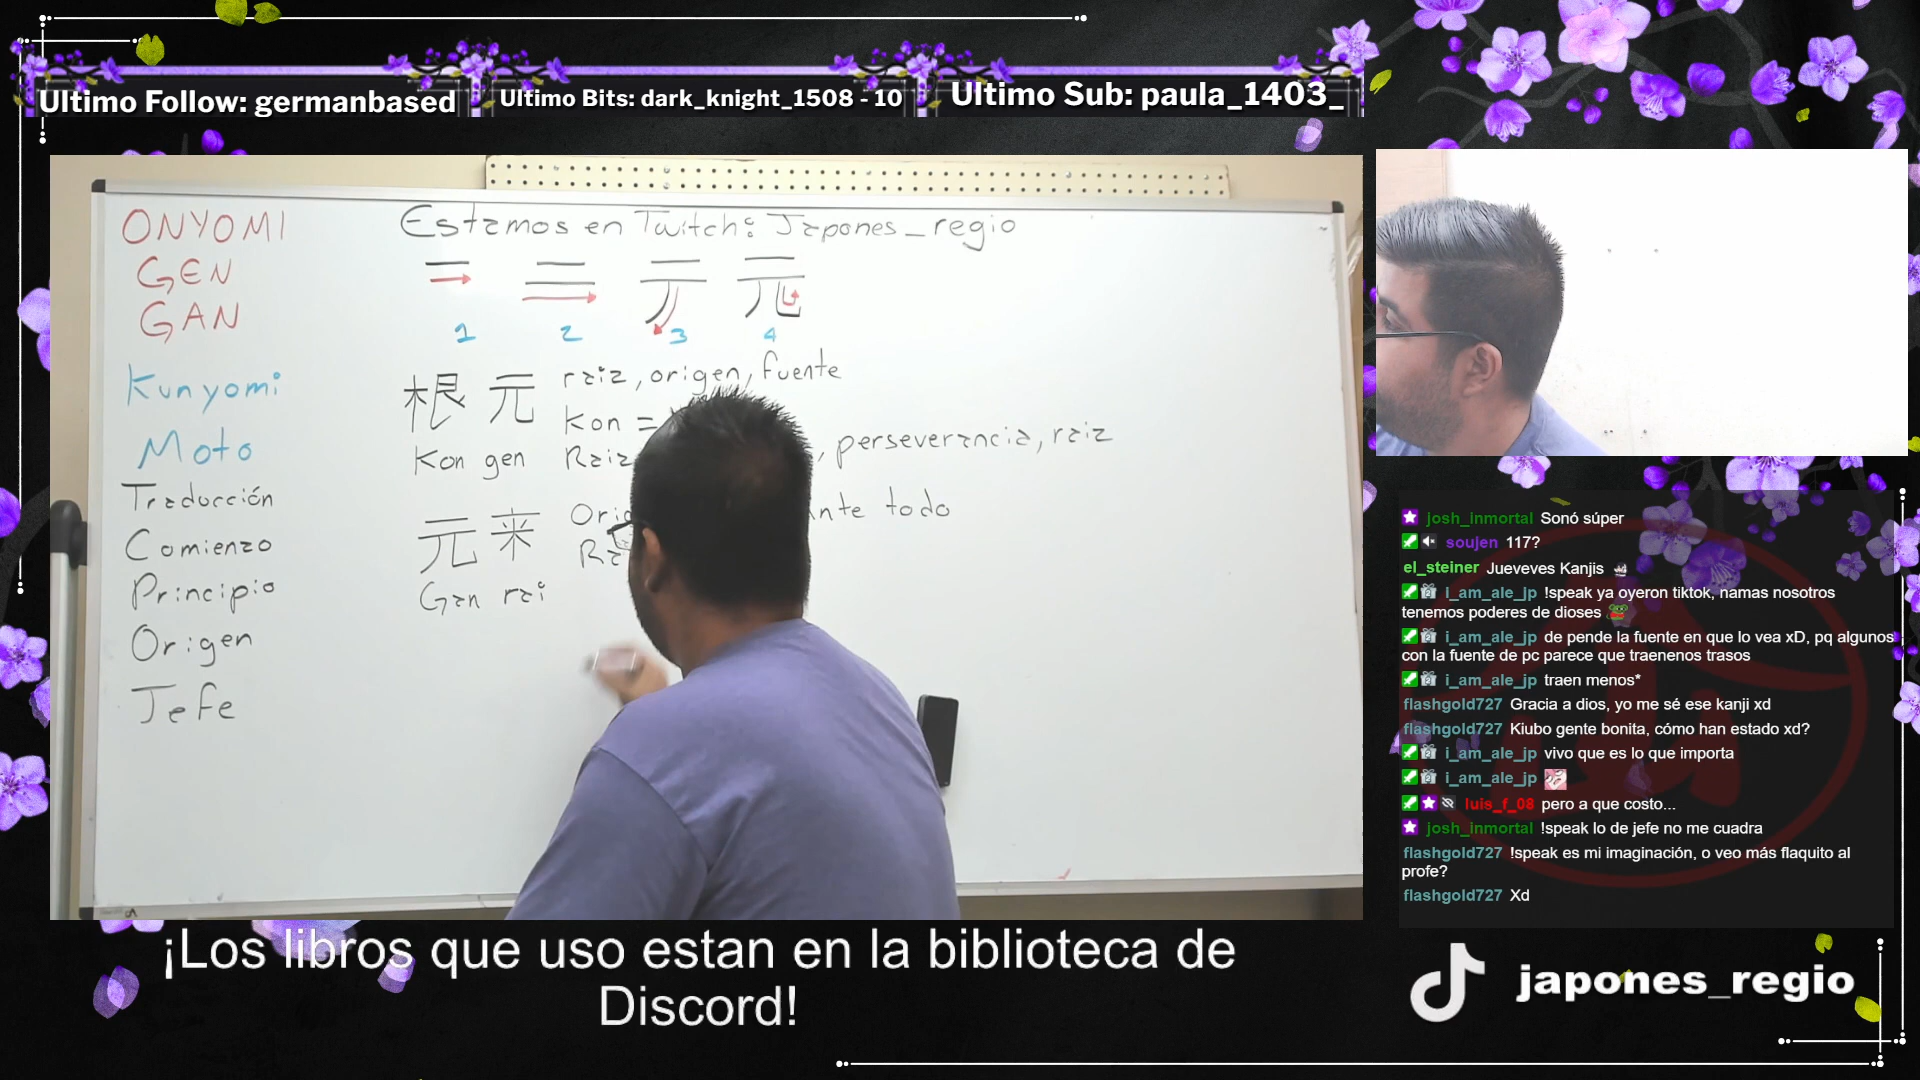 Ultimo Follow: germanbased
Ultimo Bits: dark_knight_1508 - 10
Ultimo Sub: paula_1403_
ONYOMI
GEN
GAN
Kunyomi
Moto
Traducción
Comienzo
Principio
Origen
Jefe
Estamos en Twitch: Japones_regio
二 元
1 2 3 4
根元 raiz, origen, fuente
Kon =
Kon gen Raiz , perseverancia, raiz
元来 Orig ante todo
Ra
Gan rai
josh_inmortal Sonó súper
soujen 117?
el_steiner Jueveves Kanjis
i_am_ale_jp !speak ya oyeron tiktok, namas nosotros
tenemos poderes de dioses
i_am_ale_jp de pende la fuente en que lo vea xD, pq algunos
con la fuente de pc parece que traenenos trasos
i_am_ale_jp traen menos*
flashgold727 Gracia a dios, yo me sé ese kanji xd
flashgold727 Kiubo gente bonita, cómo han estado xd?
i_am_ale_jp vivo que es lo que importa
i_am_ale_jp
luis_f_08 pero a que costo...
josh_inmortal !speak lo de jefe no me cuadra
flashgold727 !speak es mi imaginación, o veo más flaquito al
profe?
flashgold727 Xd
¡Los libros que uso estan en la biblioteca de
Discord!
japones_regio